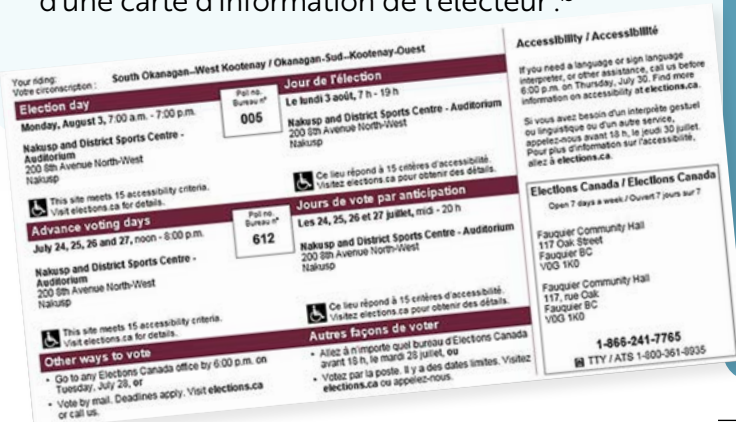 d'une carte d'information de l'électeur :
Your riding:
Votre circonscription :
South Okanagan–West Kootenay / Okanagan-Sud–Kootenay-Ouest
Election day
Monday, August 3, 7:00 a.m. - 7:00 p.m.
Nakusp and District Sports Centre -
Auditorium
200 8th Avenue North-West
Nakusp
This site meets 15 accessibility criteria.
Visit elections.ca for details.
Poll no.
Bureau nº
005
Jour de l'élection
Le lundi 3 août, 7 h - 19 h
Nakusp and District Sports Centre - Auditorium
200 8th Avenue North-West
Nakusp
Ce lieu répond à 15 critères d'accessibilité.
Visitez elections.ca pour obtenir des détails.
Advance voting days
July 24, 25, 26 and 27, noon - 8:00 p.m.
Nakusp and District Sports Centre -
Auditorium
200 8th Avenue North-West
Nakusp
This site meets 15 accessibility criteria.
Visit elections.ca for details.
Poll no.
Bureau nº
612
Jours de vote par anticipation
Les 24, 25, 26 et 27 juillet, midi - 20 h
Nakusp and District Sports Centre - Auditorium
200 8th Avenue North-West
Nakusp
Ce lieu répond à 15 critères d'accessibilité.
Visitez elections.ca pour obtenir des détails.
Other ways to vote
• Go to any Elections Canada office by 6:00 p.m. on
Tuesday, July 28, or
• Vote by mail. Deadlines apply. Visit elections.ca
or call us.
Autres façons de voter
• Allez à n'importe quel bureau d'Elections Canada
avant 18 h, le mardi 28 juillet, ou
• Votez par la poste. Il y a des dates limites. Visitez
elections.ca ou appelez-nous.
Accessibility / Accessibilité
If you need a language or sign language
interpreter, or other assistance, call us before
6:00 p.m. on Thursday, July 30. Find more
information on accessibility at elections.ca.
Si vous avez besoin d'un interprète gestuel
ou linguistique ou d'un autre service,
appelez-nous avant 18 h, le jeudi 30 juillet.
Pour plus d'information sur l'accessibilité,
allez à elections.ca.
Elections Canada / Elections Canada
Open 7 days a week / Ouvert 7 jours sur 7
Fauquier Community Hall
117 Oak Street
Fauquier BC
V0G 1K0
Fauquier Community Hall
117, rue Oak
Fauquier BC
V0G 1K0
1-866-241-7765
TTY / ATS 1-800-361-8935